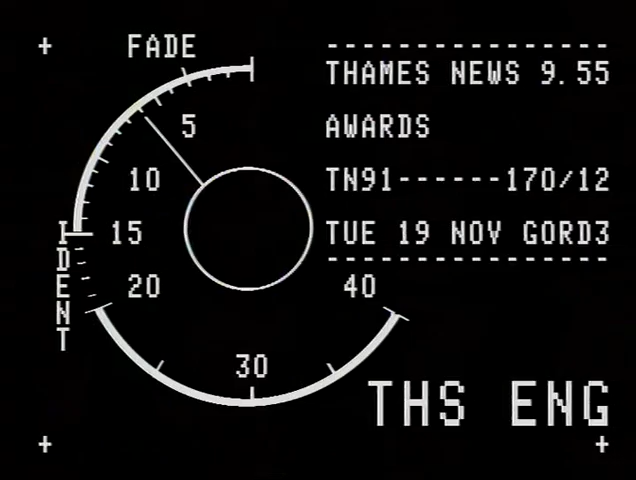 FADE
----------------
THAMES NEWS 9.55
5
AWARDS
10
TN91------170/12
15
TUE 19 NOV GORD3
----------------
IDENT
20
40
30
THS ENG